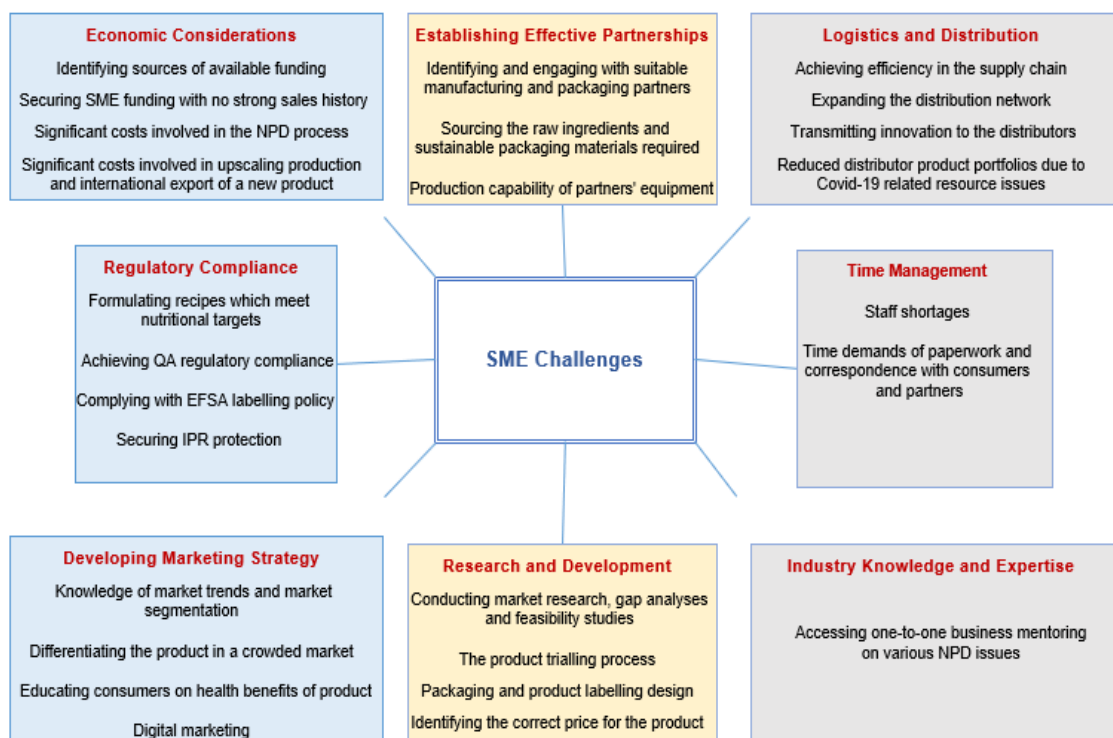 Economic Considerations
Identifying sources of available funding
Securing SME funding with no strong sales history
Significant costs involved in the NPD process
Significant costs involved in upscaling production
and international export of a new product
Establishing Effective Partnerships
Identifying and engaging with suitable
manufacturing and packaging partners
Sourcing the raw ingredients and
sustainable packaging materials required
Production capability of partners' equipment
Logistics and Distribution
Achieving efficiency in the supply chain
Expanding the distribution network
Transmitting innovation to the distributors
Reduced distributor product portfolios due to
Covid-19 related resource issues
Regulatory Compliance
Formulating recipes which meet
nutritional targets
Achieving QA regulatory compliance
Complying with EFSA labelling policy
Securing IPR protection
SME Challenges
Time Management
Staff shortages
Time demands of paperwork and
correspondence with consumers
and partners
Developing Marketing Strategy
Knowledge of market trends and market
segmentation
Differentiating the product in a crowded market
Educating consumers on health benefits of product
Digital marketing
Research and Development
Conducting market research, gap analyses
and feasibility studies
The product trialling process
Packaging and product labelling design
Identifying the correct price for the product
Industry Knowledge and Expertise
Accessing one-to-one business mentoring
on various NPD issues